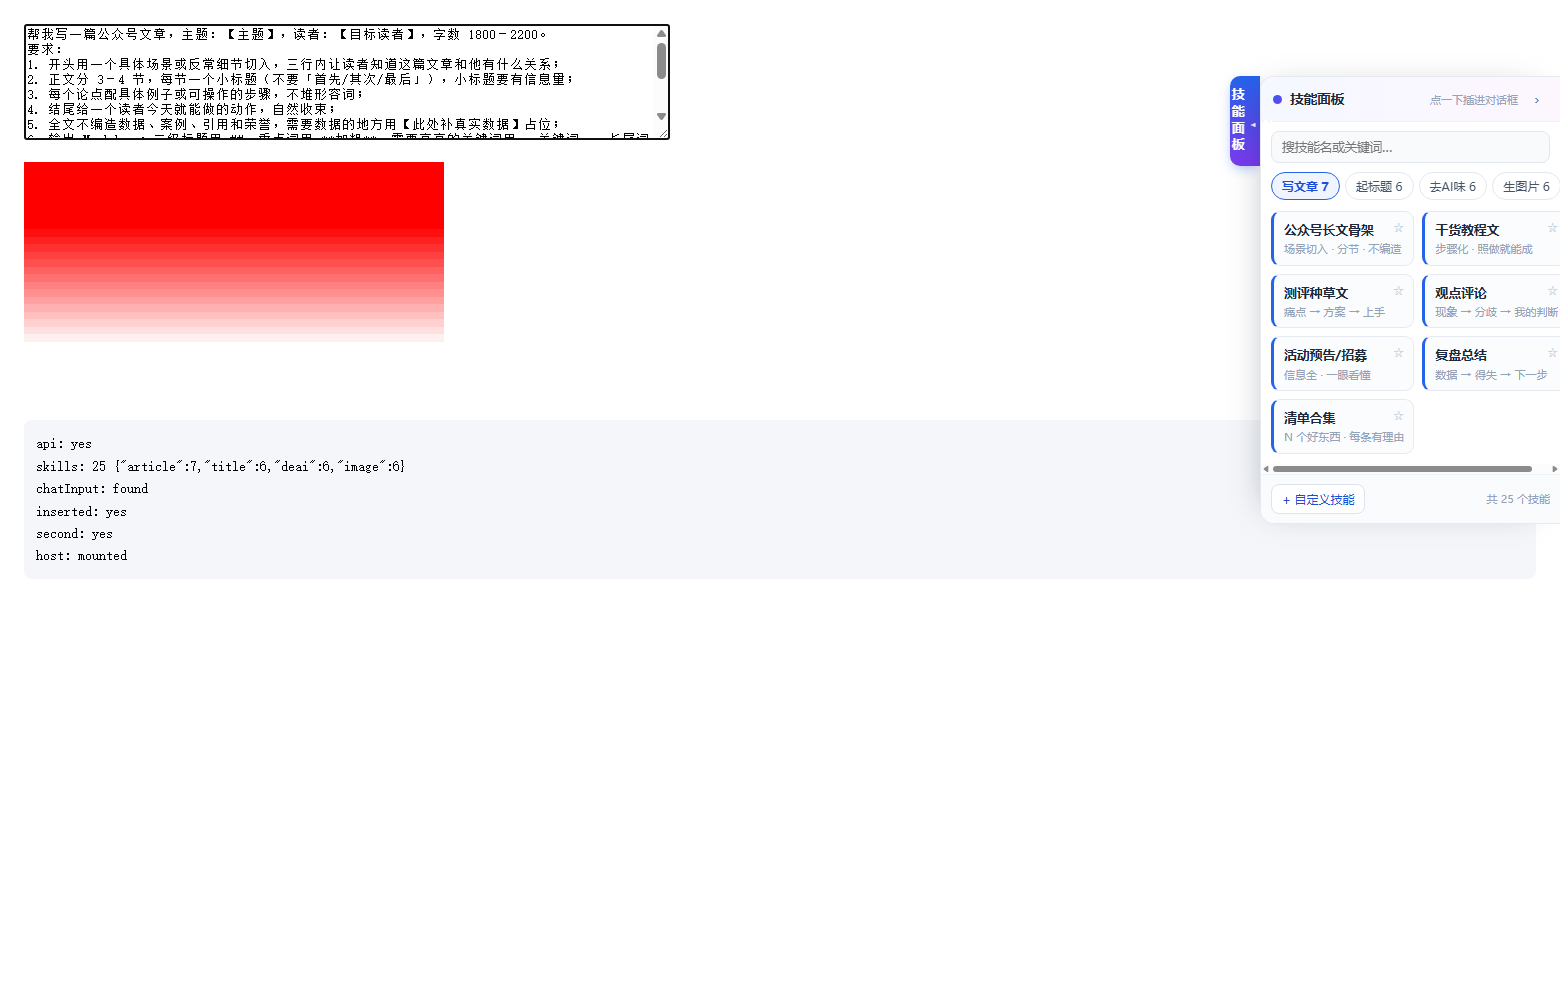 帮我写一篇公众号文章，主题：【主题】，读者：【目标读者】，字数 1800-2200。
要求：
1. 开头用一个具体场景或反常细节切入，三行内让读者知道这篇文章和他有什么关系；
2. 正文分 3-4 节，每节一个小标题（不要「首先/其次/最后」），小标题要有信息量；
3. 每个论点配具体例子或可操作的步骤，不堆形容词；
4. 结尾给一个读者今天就能做的动作，自然收束；
5. 全文不编造数据、案例、引用和荣誉，需要数据的地方用【此处补真实数据】占位；
技能面板
技能面板
点一下插进对话框
搜技能名或关键词...
写文章 7 起标题 6 去AI味 6 生图片 6
公众号长文骨架
场景切入 · 分节 · 不编造
干货教程文
步骤化 · 照做就能成
测评种草文
痛点 → 方案 → 上手
观点评论
现象 → 分歧 → 我的判断
活动预告/招募
信息全 · 一眼看懂
复盘总结
数据 → 得失 → 下一步
清单合集
N 个好东西 · 每条有理由
+ 自定义技能
共 25 个技能
api: yes
skills: 25 {"article":7,"title":6,"deai":6,"image":6}
chatInput: found
inserted: yes
second: yes
host: mounted